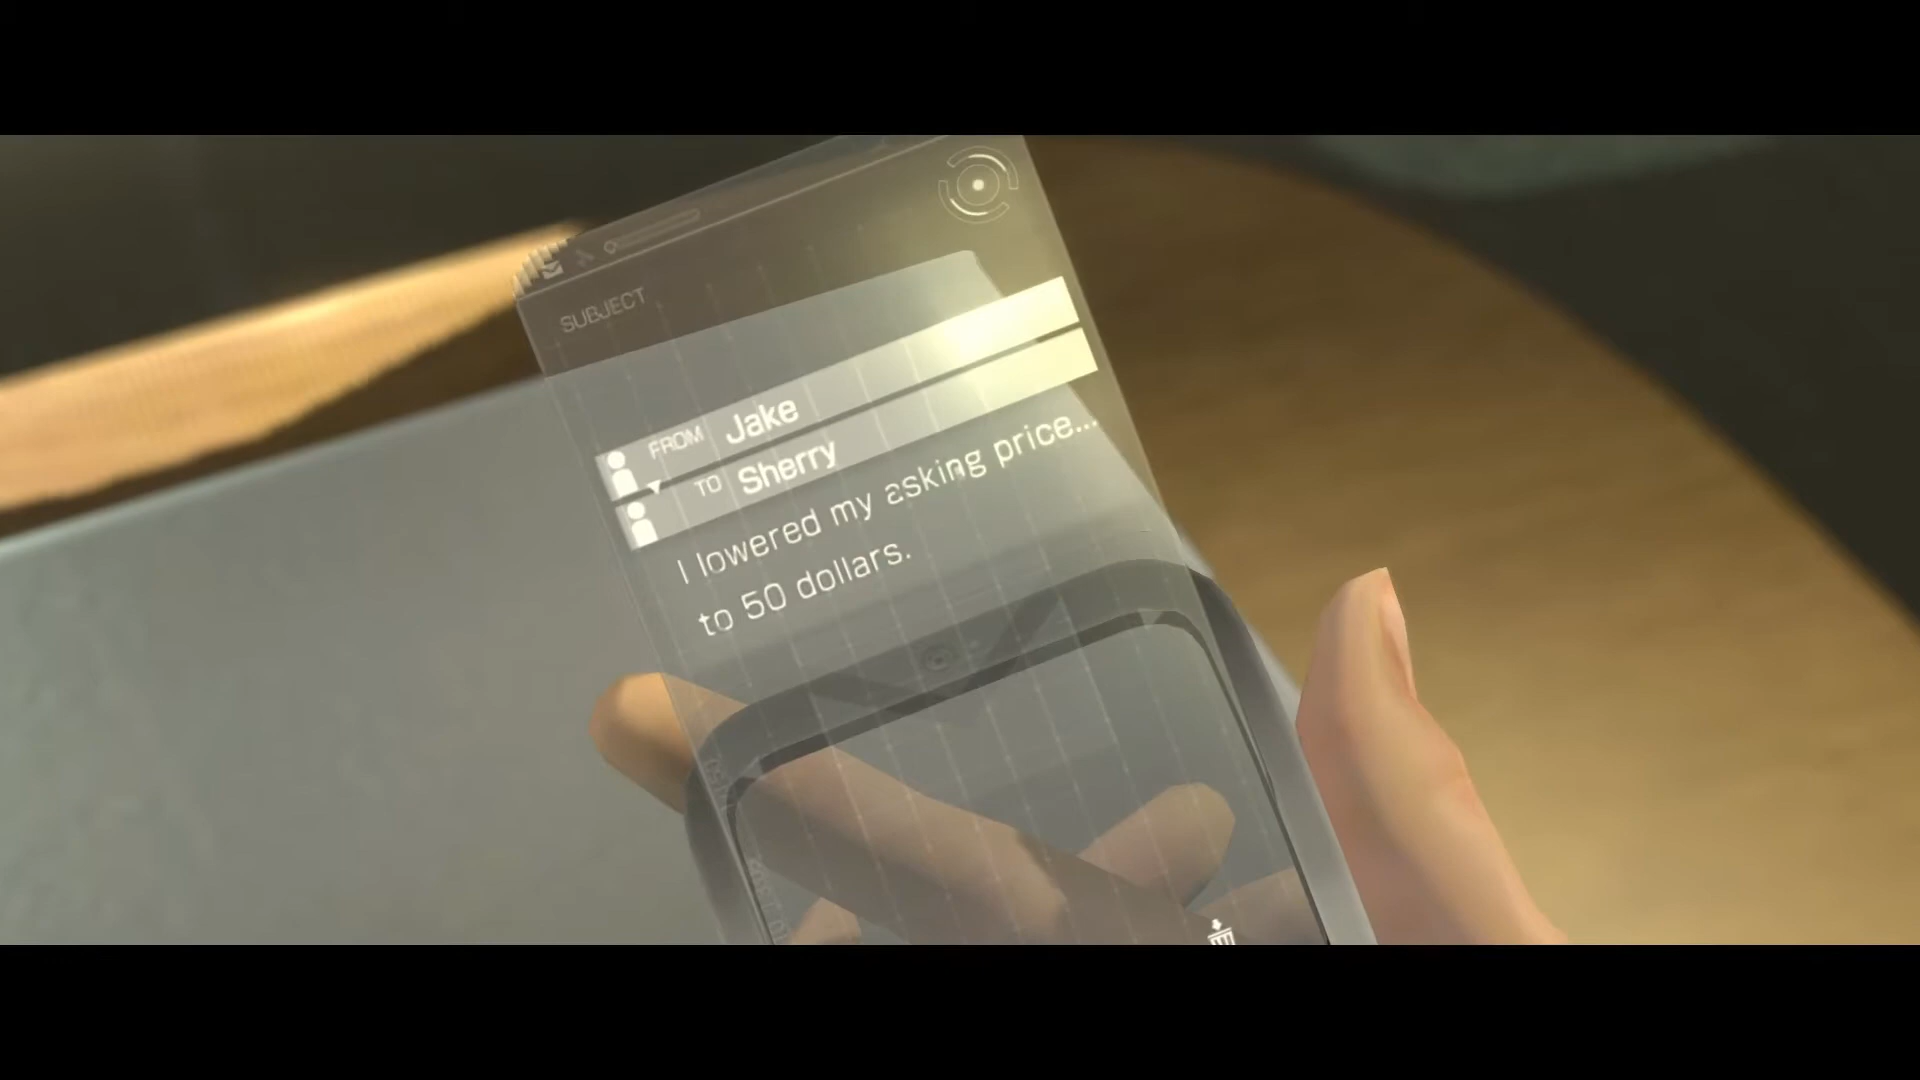 SUBJECT
FROM Jake
TO Sherry
I lowered my asking price...
to 50 dollars.